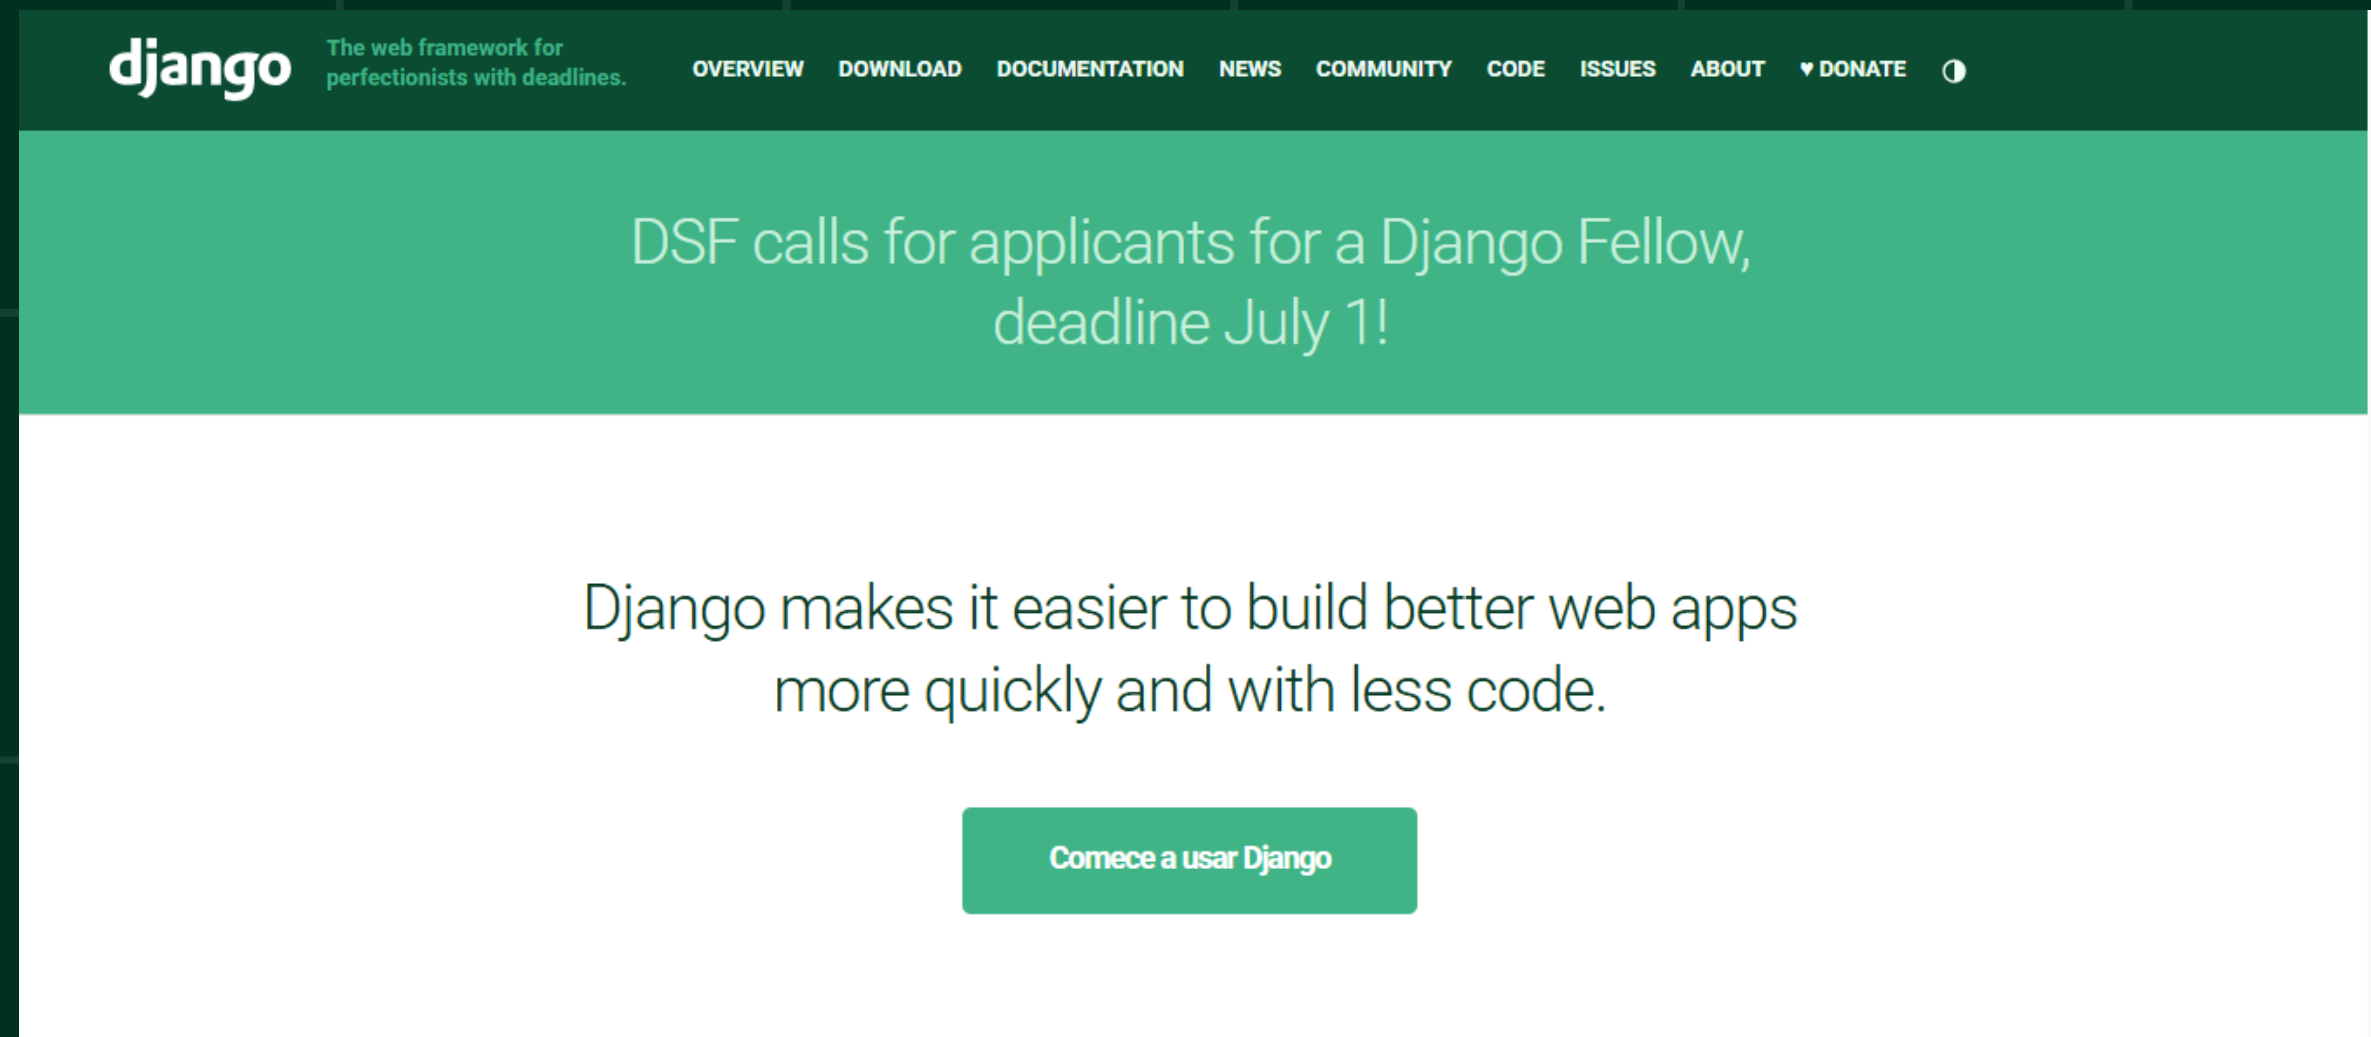 django
The web framework for
perfectionists with deadlines.
OVERVIEW DOWNLOAD DOCUMENTATION NEWS COMMUNITY CODE ISSUES ABOUT ♥ DONATE
DSF calls for applicants for a Django Fellow,
deadline July 1!
Django makes it easier to build better web apps
more quickly and with less code.
Comece a usar Django